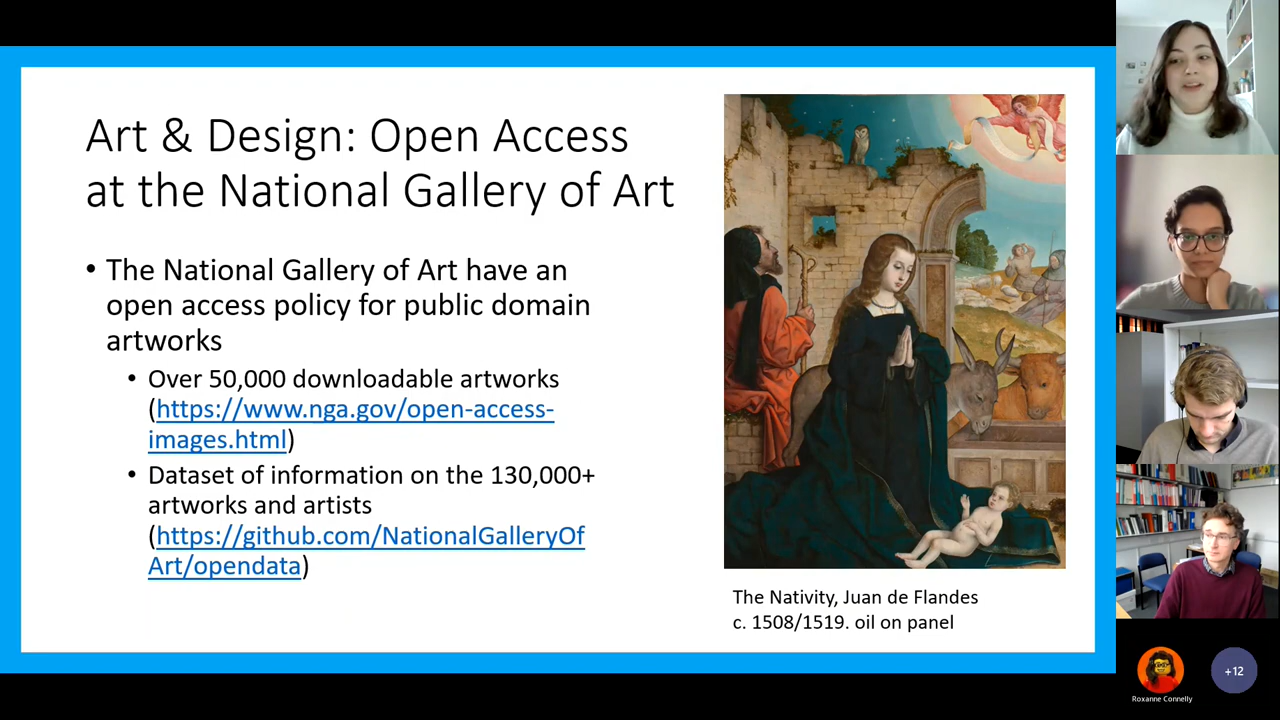 Art & Design: Open Access
at the National Gallery of Art
• The National Gallery of Art have an
open access policy for public domain
artworks
• Over 50,000 downloadable artworks
(https://www.nga.gov/open-access-
images.html)
• Dataset of information on the 130,000+
artworks and artists
(https://github.com/NationalGalleryOf
Art/opendata)
The Nativity, Juan de Flandes
c. 1508/1519. oil on panel
Roxanne Connelly
+12